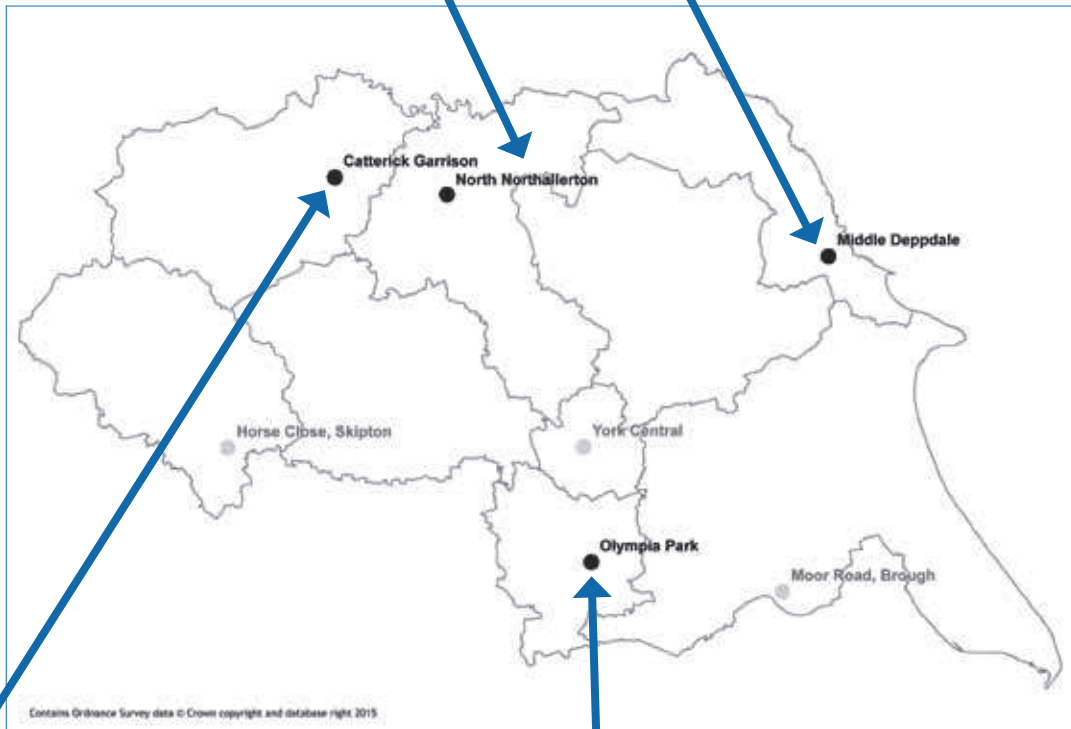 Catterick Garrison
North Northallerton
Middle Deppdale
Horse Close, Skipton
York Central
Olympia Park
Moor Road, Brough
Contains Ordnance Survey data © Crown copyright and database right 2015